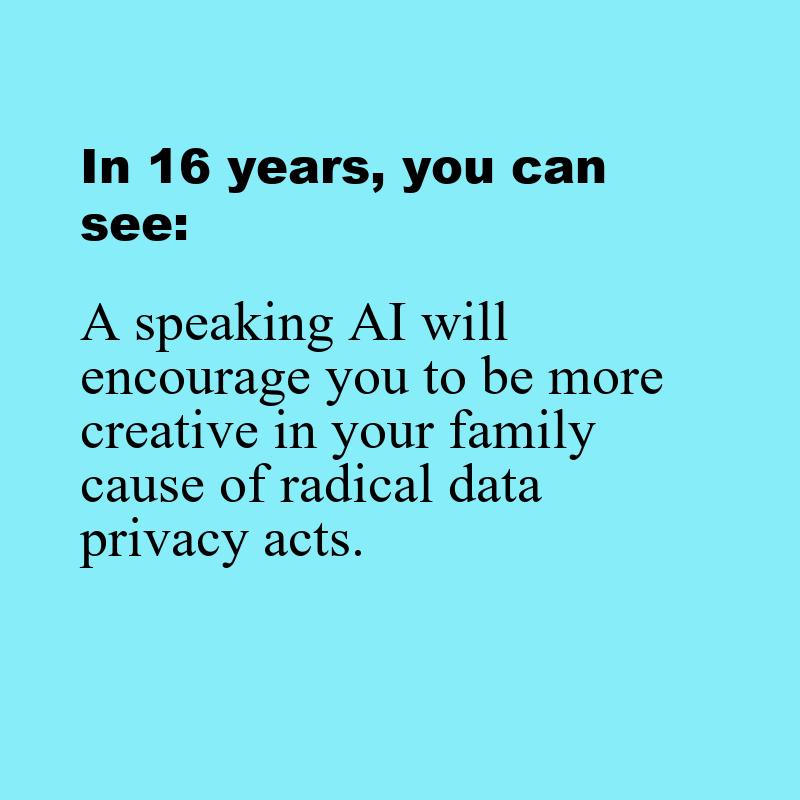 In 16 years, you can
see:
A speaking AI will
encourage you to be more
creative in your family
cause of radical data
privacy acts.